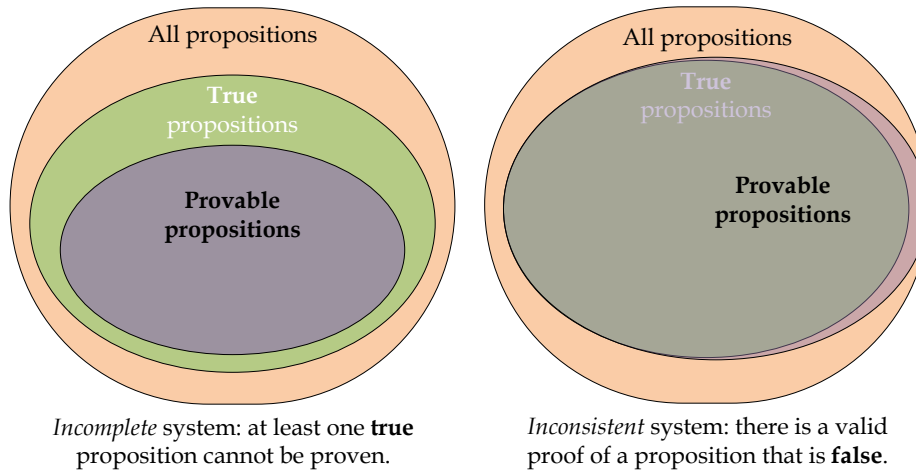 All propositions
True
propositions
Provable
propositions
Incomplete system: at least one true
proposition cannot be proven.
All propositions
True
propositions
Provable
propositions
Inconsistent system: there is a valid
proof of a proposition that is false.